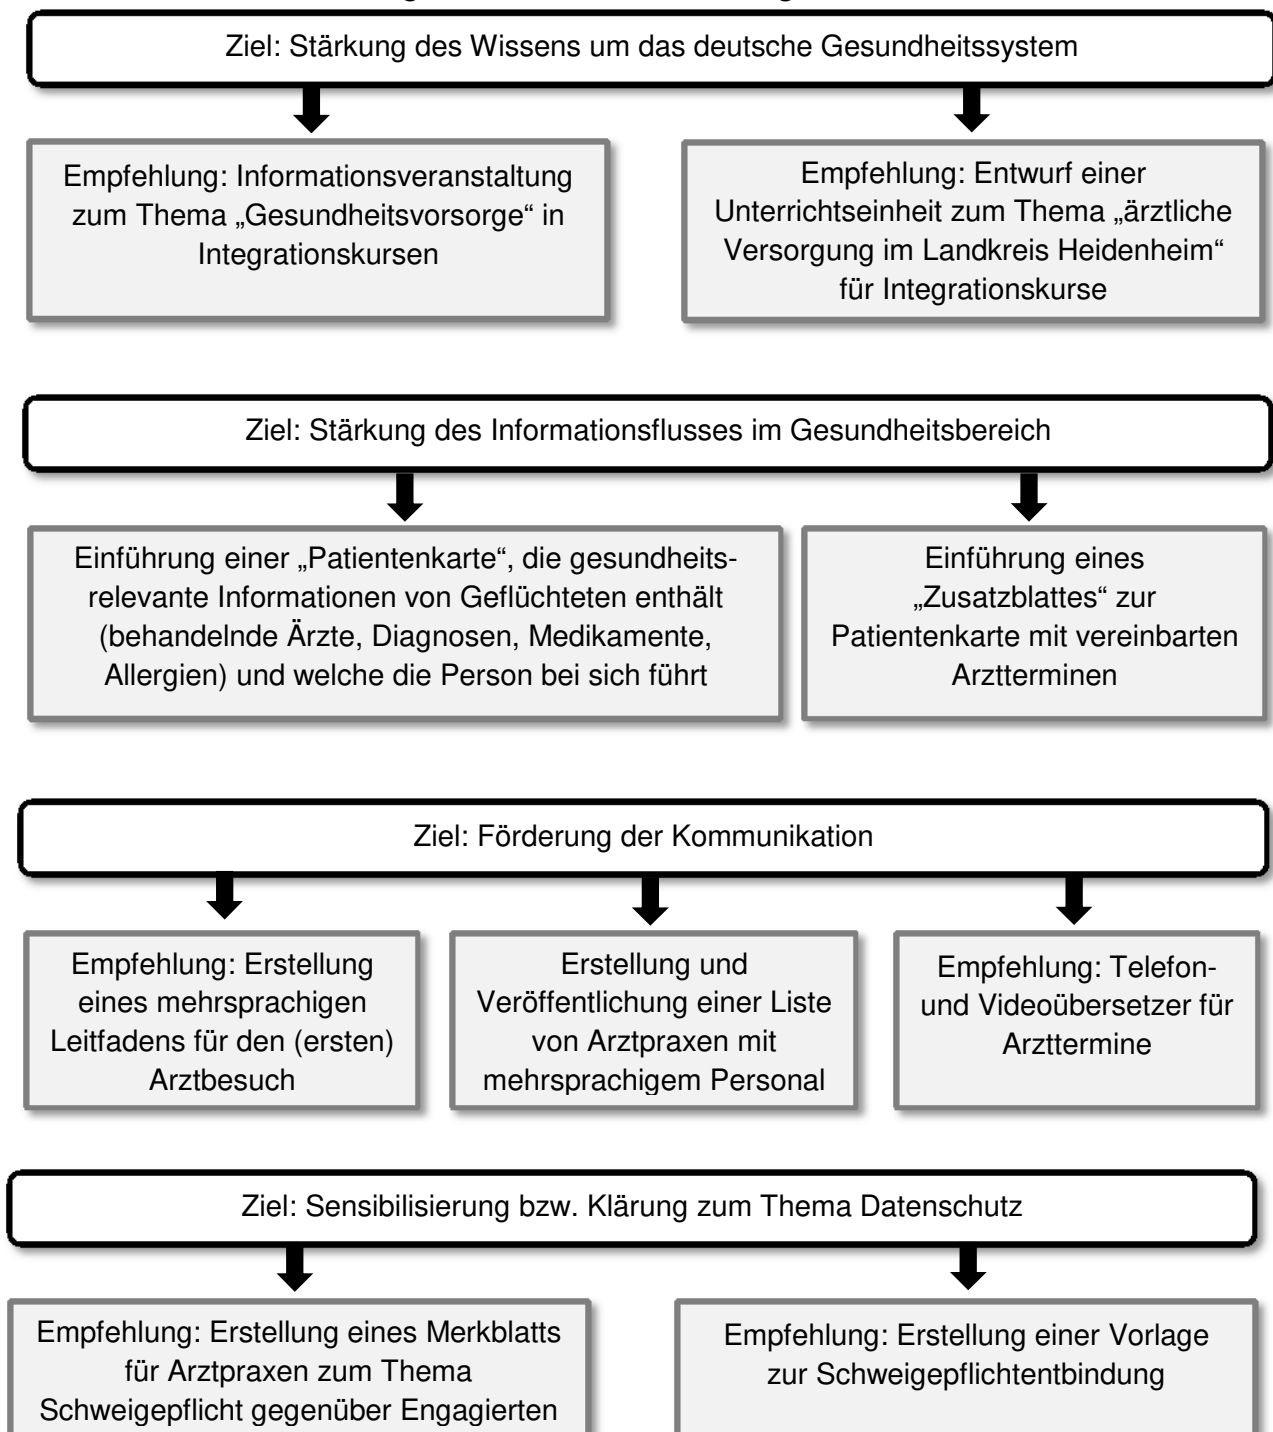 Ziel: Stärkung des Wissens um das deutsche Gesundheitssystem
Empfehlung: Informationsveranstaltung
zum Thema „Gesundheitsvorsorge“ in
Integrationskursen
Empfehlung: Entwurf einer
Unterrichtseinheit zum Thema „ärztliche
Versorgung im Landkreis Heidenheim“
für Integrationskurse
Ziel: Stärkung des Informationsflusses im Gesundheitsbereich
Einführung einer „Patientenkarte“, die gesundheits-
relevante Informationen von Geflüchteten enthält
(behandelnde Ärzte, Diagnosen, Medikamente,
Allergien) und welche die Person bei sich führt
Einführung eines
„Zusatzblattes“ zur
Patientenkarte mit vereinbarten
Arztterminen
Ziel: Förderung der Kommunikation
Empfehlung: Erstellung
eines mehrsprachigen
Leitfadens für den (ersten)
Arztbesuch
Erstellung und
Veröffentlichung einer Liste
von Arztpraxen mit
mehrsprachigem Personal
Empfehlung: Telefon-
und Videoübersetzer für
Arzttermine
Ziel: Sensibilisierung bzw. Klärung zum Thema Datenschutz
Empfehlung: Erstellung eines Merkblatts
für Arztpraxen zum Thema
Schweigepflicht gegenüber Engagierten
Empfehlung: Erstellung einer Vorlage
zur Schweigepflichtentbindung